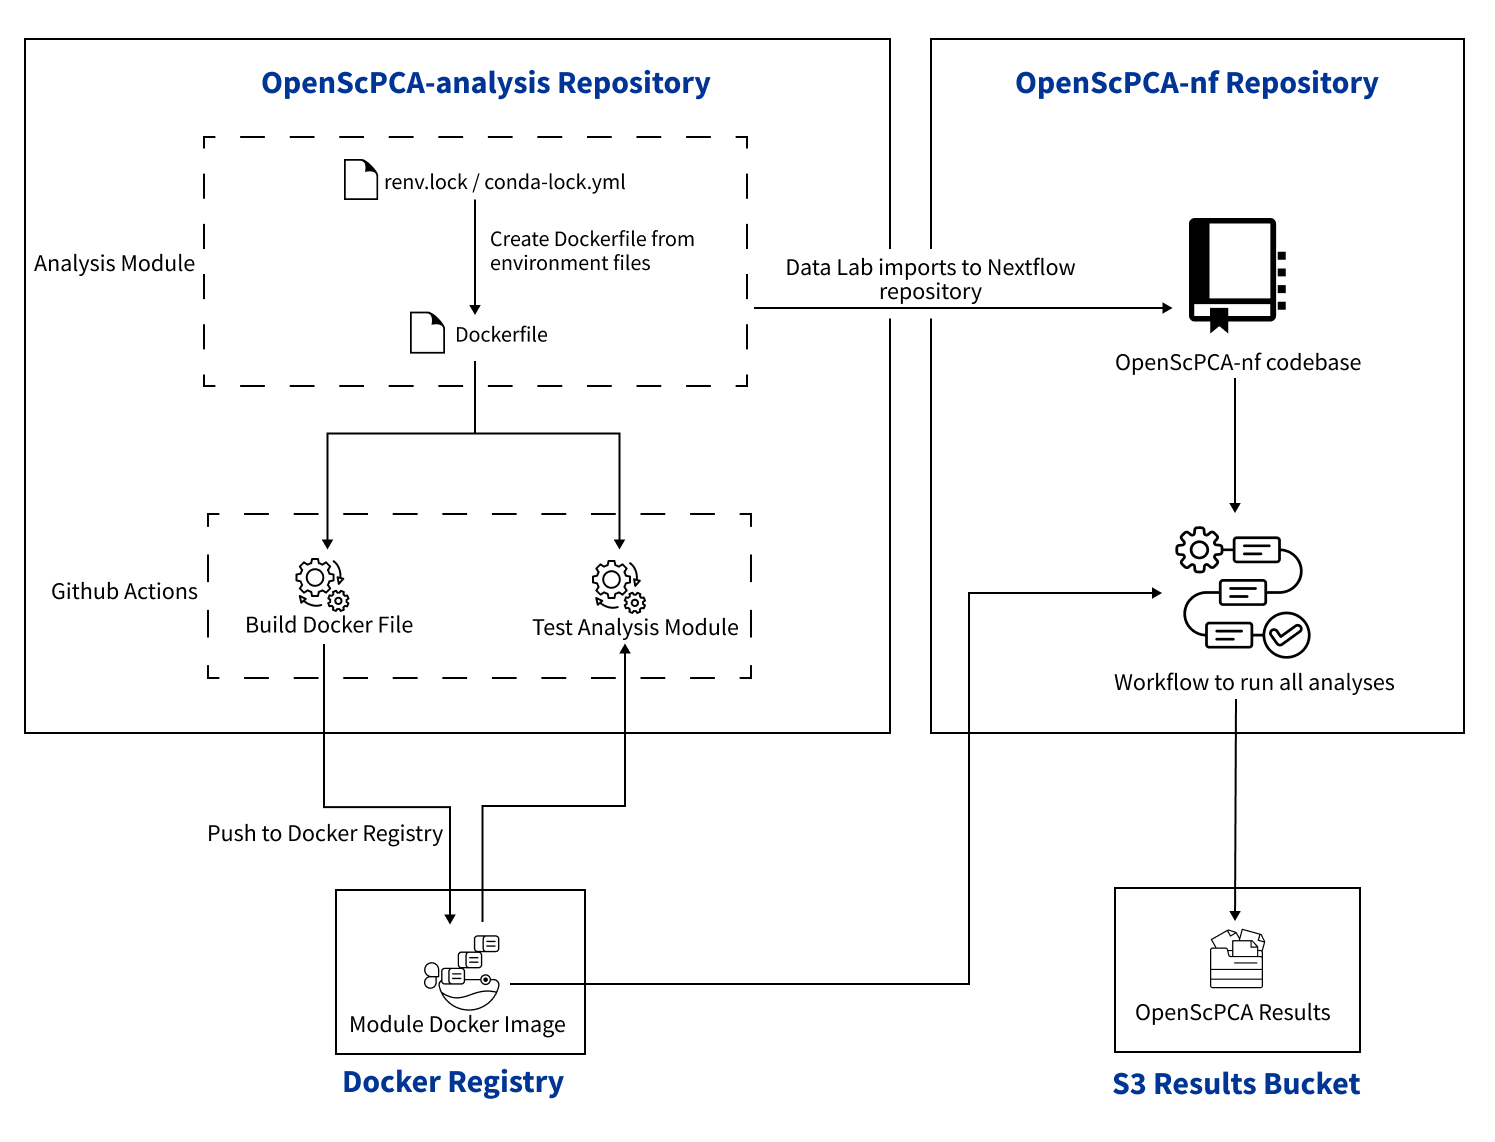 OpenScPCA-analysis Repository
OpenScPCA-nf Repository
renv.lock / conda-lock.yml
Create Dockerfile from
environment files
Analysis Module
Dockerfile
Data Lab imports to Nextflow
repository
OpenScPCA-nf codebase
Github Actions
Build Docker File
Test Analysis Module
Workflow to run all analyses
Push to Docker Registry
Module Docker Image
OpenScPCA Results
Docker Registry
S3 Results Bucket